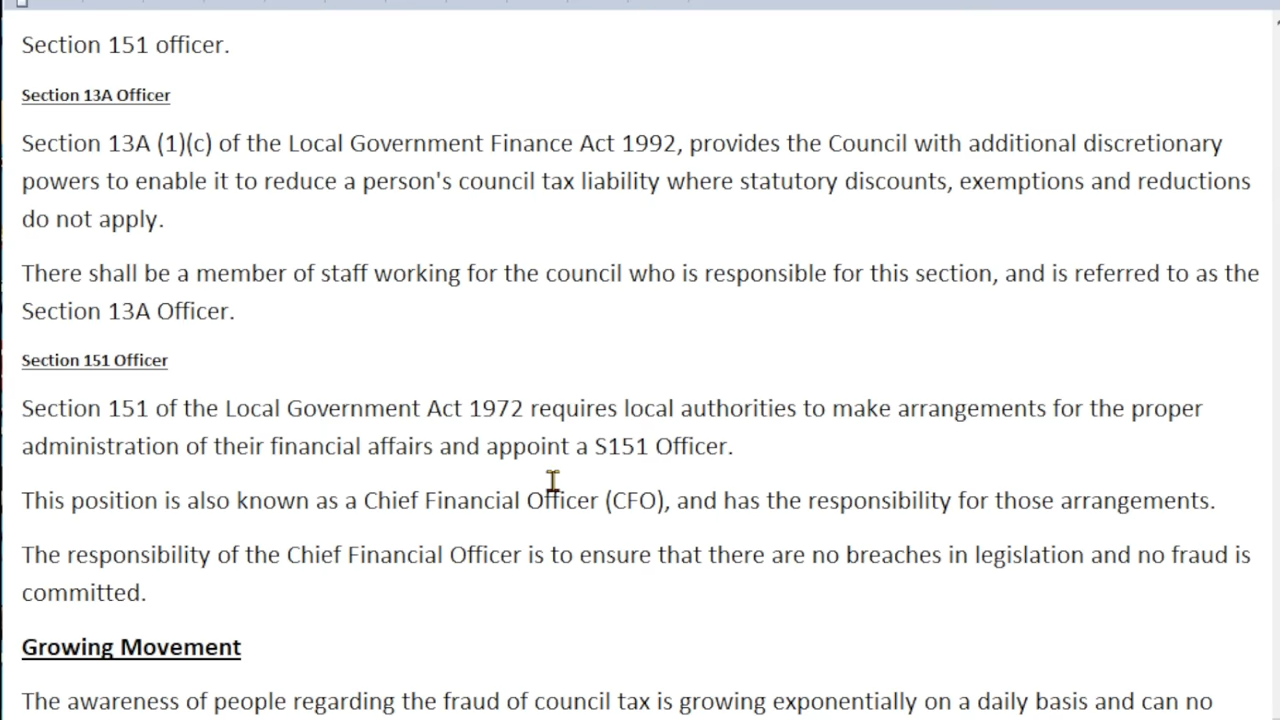 Section 151 officer.
Section 13A Officer
Section 13A (1)(c) of the Local Government Finance Act 1992, provides the Council with additional discretionary
powers to enable it to reduce a person's council tax liability where statutory discounts, exemptions and reductions
do not apply.
There shall be a member of staff working for the council who is responsible for this section, and is referred to as the
Section 13A Officer.
Section 151 Officer
Section 151 of the Local Government Act 1972 requires local authorities to make arrangements for the proper
administration of their financial affairs and appoint a S151 Officer.
This position is also known as a Chief Financial Officer (CFO), and has the responsibility for those arrangements.
The responsibility of the Chief Financial Officer is to ensure that there are no breaches in legislation and no fraud is
committed.
Growing Movement
The awareness of people regarding the fraud of council tax is growing exponentially on a daily basis and can no